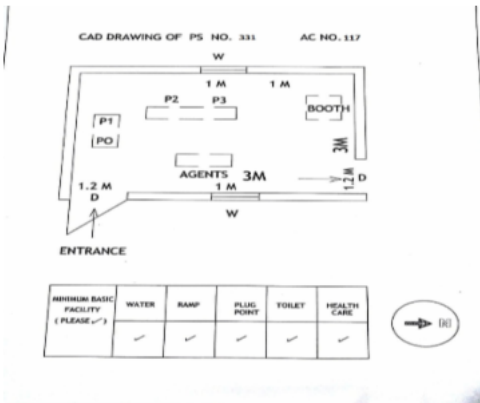 CAD DRAWING OF PS NO. 331 AC NO. 117
W
1 M 1 M
P2 P3
BOOTH
P1
PO
3M
AGENTS 3M
1.2 M 1 M 1.2 M D
D
W
ENTRANCE
MINIMUM BASIC FACILITY (PLEASE ✓) WATER RAMP PLUG POINT TOILET HEALTH CARE
✓ ✓ ✓ ✓ ✓